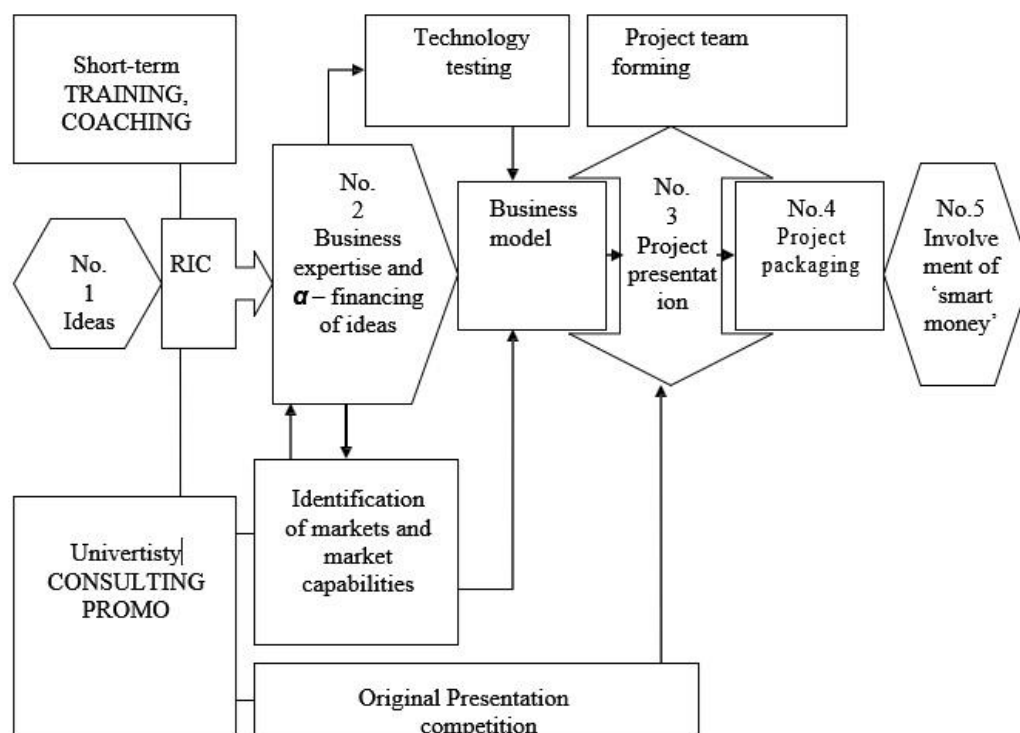 Short-term
TRAINING,
COACHING
Technology
testing
Project team
forming
No.
1
Ideas
RIC
No.
2
Business
expertise and
α – financing
of ideas
Business
model
No.
3
Project
presentat
ion
No.4
Project
packaging
No.5
Involve
ment of
‘smart
money’
Identification
of markets and
market
capabilities
Univertisty
CONSULTING
PROMO
Original Presentation
competition